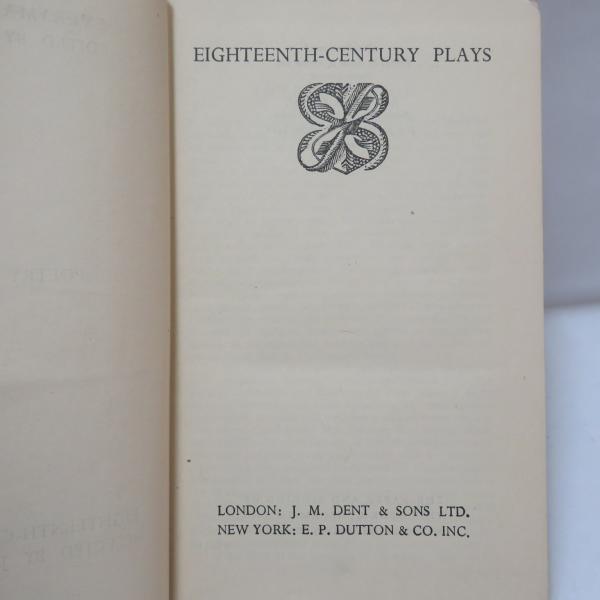 EIGHTEENTH-CENTURY PLAYS
LONDON: J. M. DENT & SONS LTD.
NEW YORK: E. P. DUTTON & CO. INC.